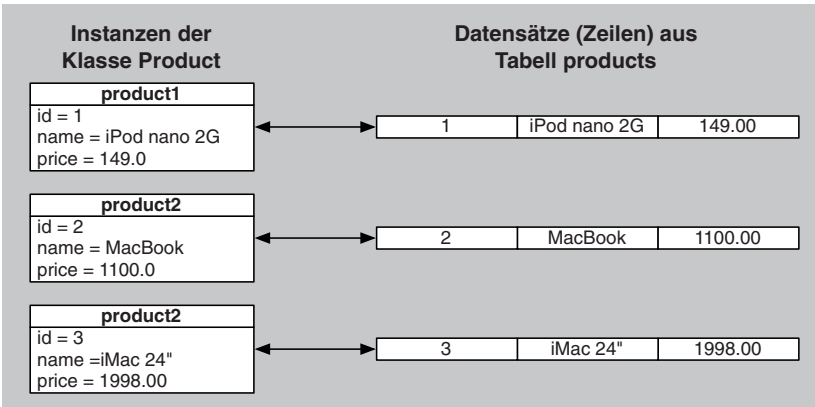 Instanzen der
Klasse Product
Datensätze (Zeilen) aus
Tabell products
product1
id = 1
name = iPod nano 2G
price = 149.0
1 iPod nano 2G 149.00
product2
id = 2
name = MacBook
price = 1100.0
2 MacBook 1100.00
product2
id = 3
name =iMac 24"
price = 1998.00
3 iMac 24" 1998.00